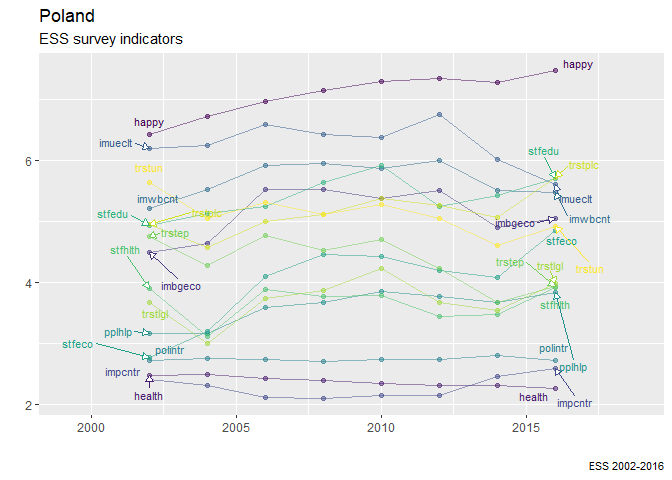 Poland
ESS survey indicators
happy
happy
imueclt
stfedu
trstplc
trstun
imwbcnt
imueclt
stfedu
trstplc
imwbcnt
imbgeco
trstep
stfeco
stfhlth
trstep
trstlgl
trstun
imbgeco
stfhlth
trstlgl
pplhlp
stfeco
polintr
polintr
pplhlp
impcntr
health
health
impcntr
6
4
2
2000
2005
2010
2015
ESS 2002-2016